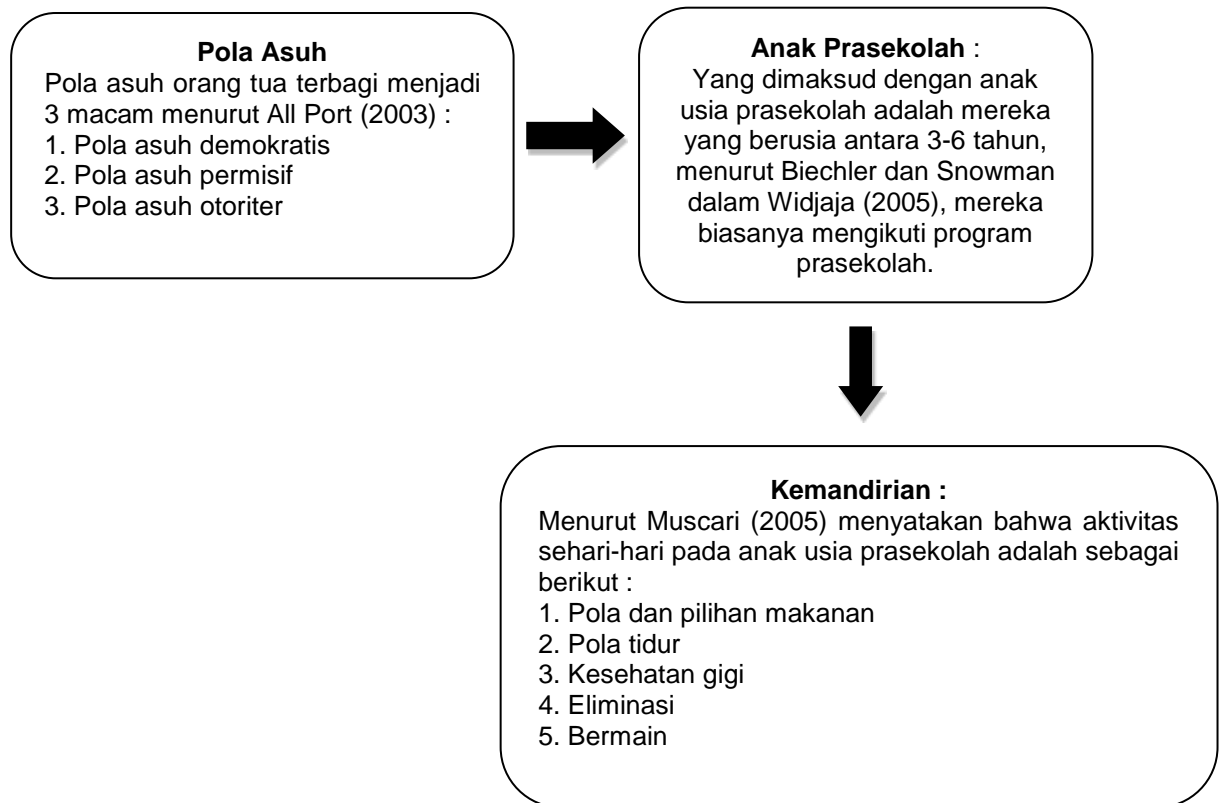 Pola Asuh
Pola asuh orang tua terbagi menjadi
3 macam menurut All Port (2003) :
1. Pola asuh demokratis
2. Pola asuh permisif
3. Pola asuh otoriter
Anak Prasekolah :
Yang dimaksud dengan anak
usia prasekolah adalah mereka
yang berusia antara 3-6 tahun,
menurut Biechler dan Snowman
dalam Widjaja (2005), mereka
biasanya mengikuti program
prasekolah.
Kemandirian :
Menurut Muscari (2005) menyatakan bahwa aktivitas
sehari-hari pada anak usia prasekolah adalah sebagai
berikut :
1. Pola dan pilihan makanan
2. Pola tidur
3. Kesehatan gigi
4. Eliminasi
5. Bermain